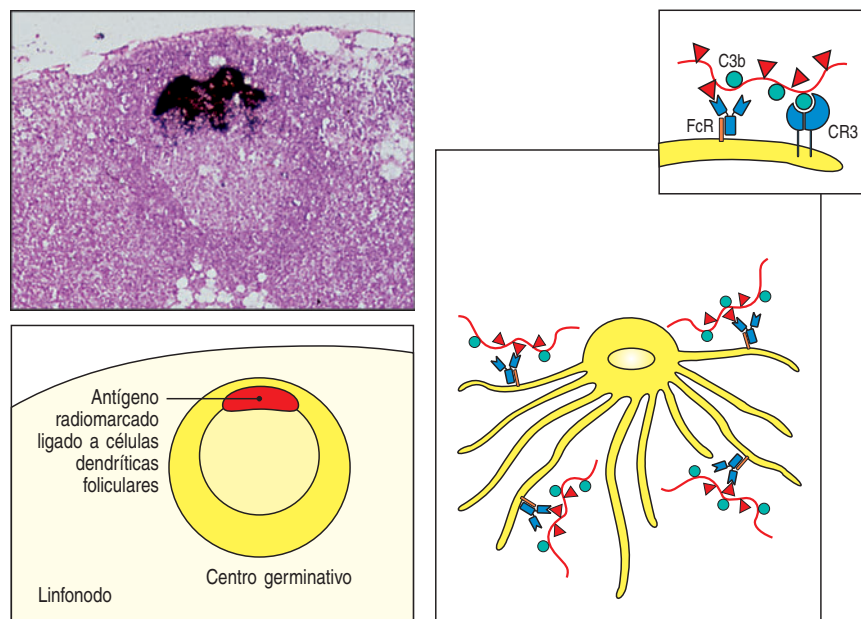 C3b
FcR
CR3
Antígeno
radiomarcado
ligado a células
dendríticas
foliculares
Centro germinativo
Linfonodo